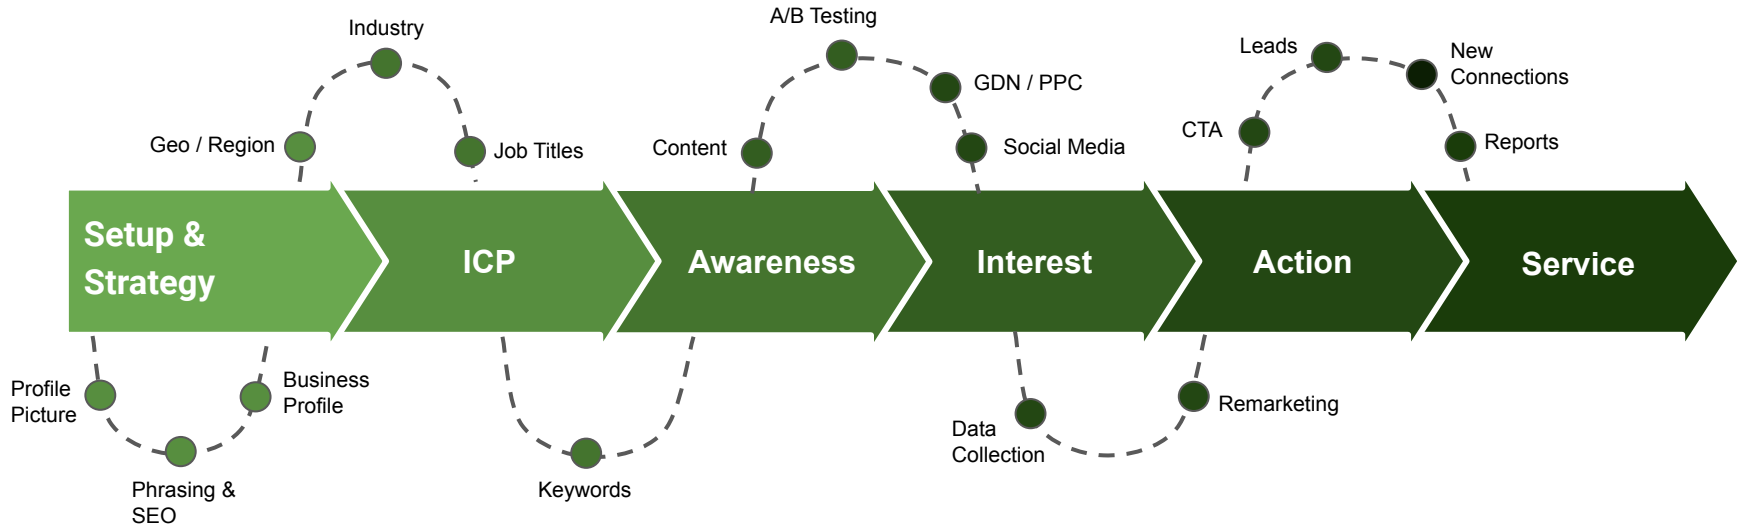 Industry
Geo / Region
Job Titles
A/B Testing
GDN / PPC
Content
Social Media
Leads
New
Connections
CTA
Reports
Setup &
Strategy
ICP
Awareness
Interest
Action
Service
Profile
Picture
Business
Profile
Phrasing &
SEO
Keywords
Data
Collection
Remarketing